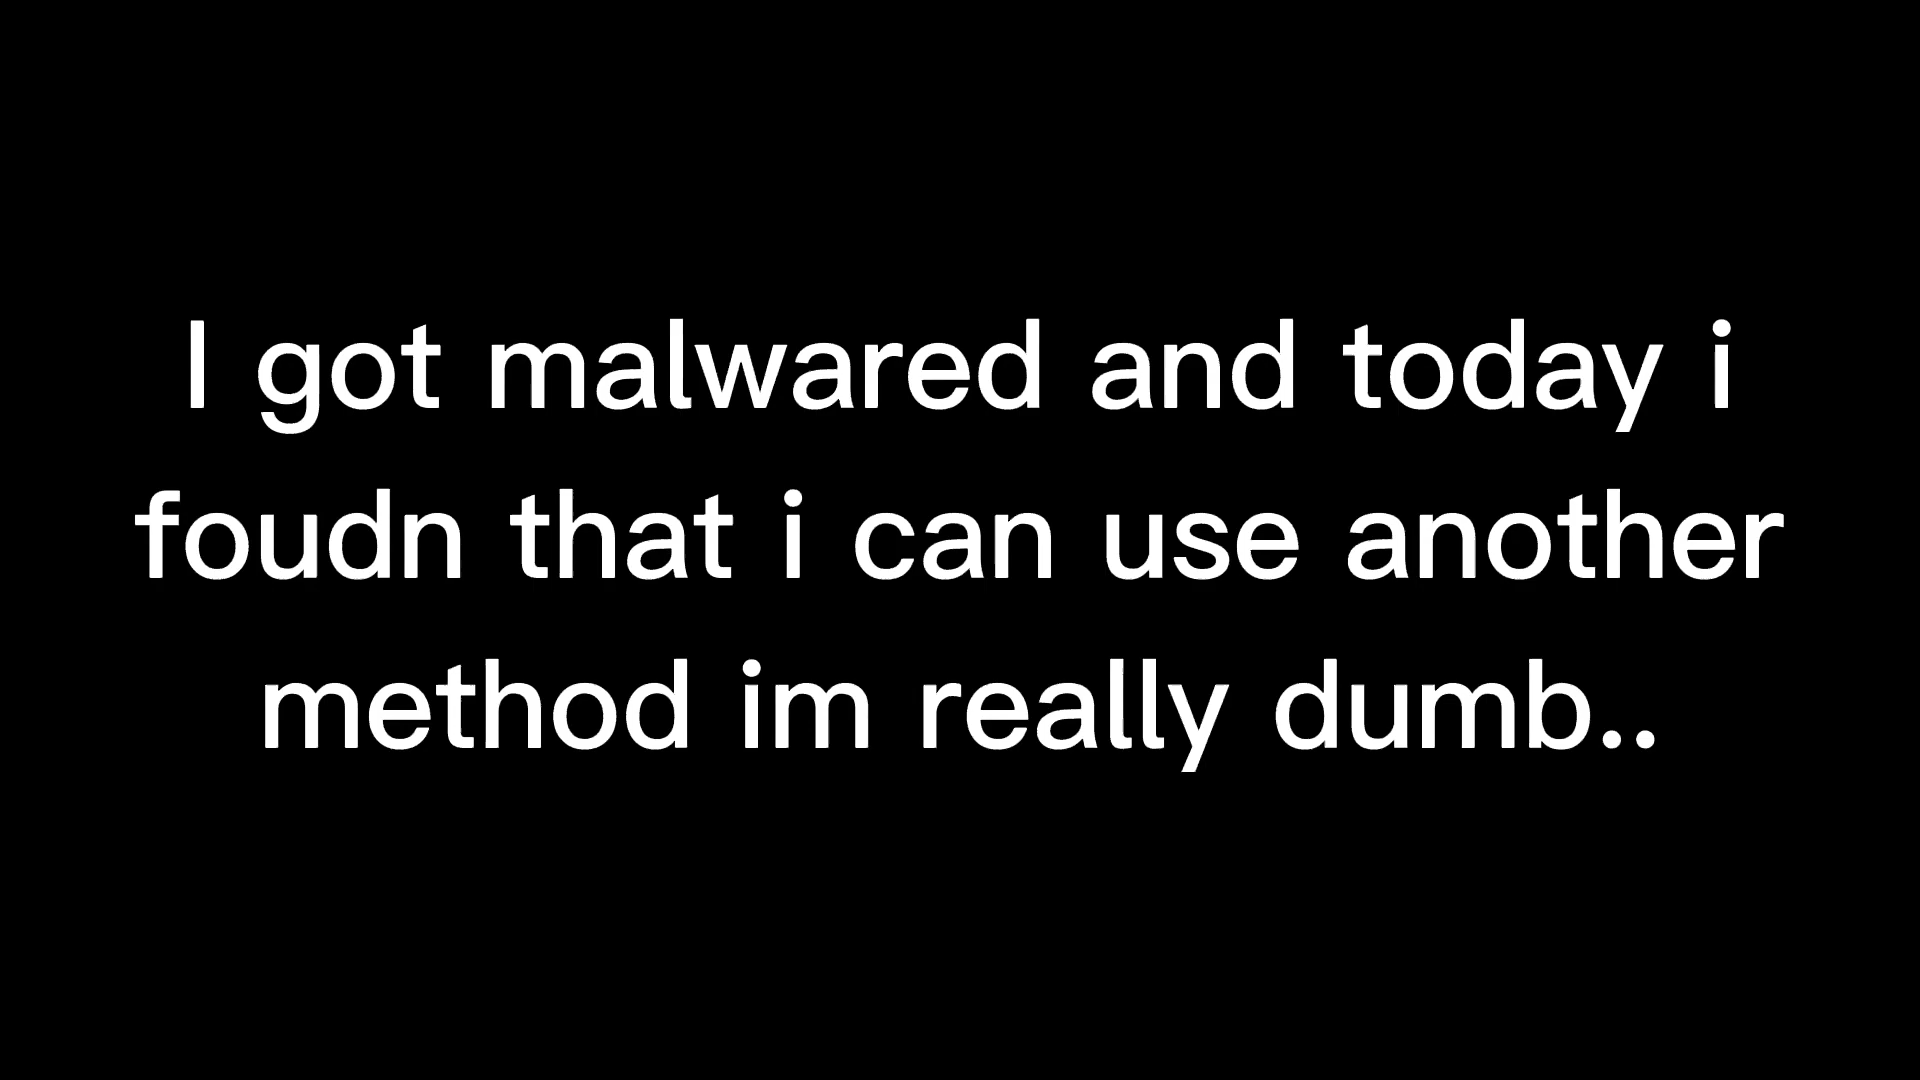 I got malwared and today i
foudn that i can use another
method im really dumb..